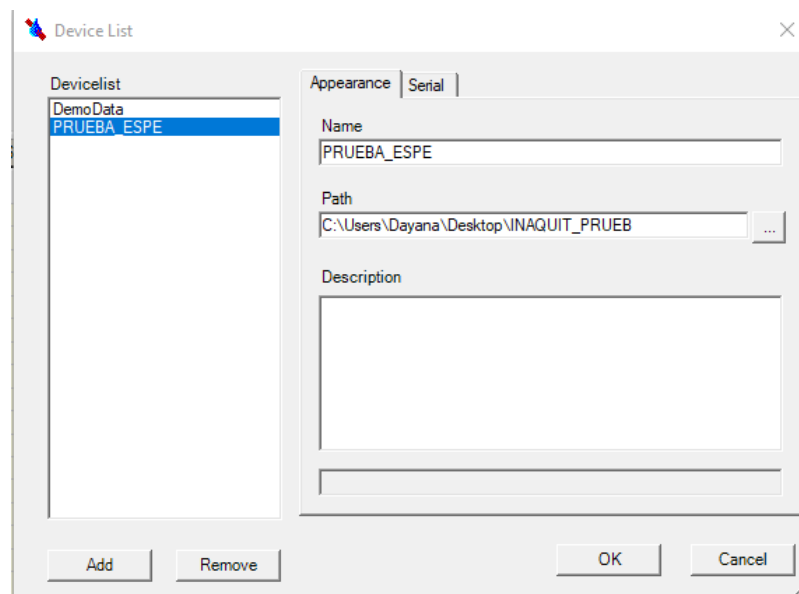 Device List
Devicelist
DemoData
PRUEBA_ESPE
Appearance
Serial
Name
PRUEBA_ESPE
Path
C:\Users\Dayana\Desktop\INAQUIT_PRUEB
...
Description
Add
Remove
OK
Cancel